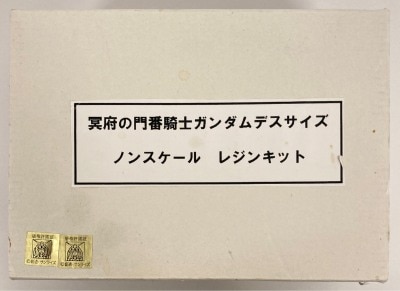 冥府の門番騎士ガンダムデスサイズ
ノンスケール　レジンキット